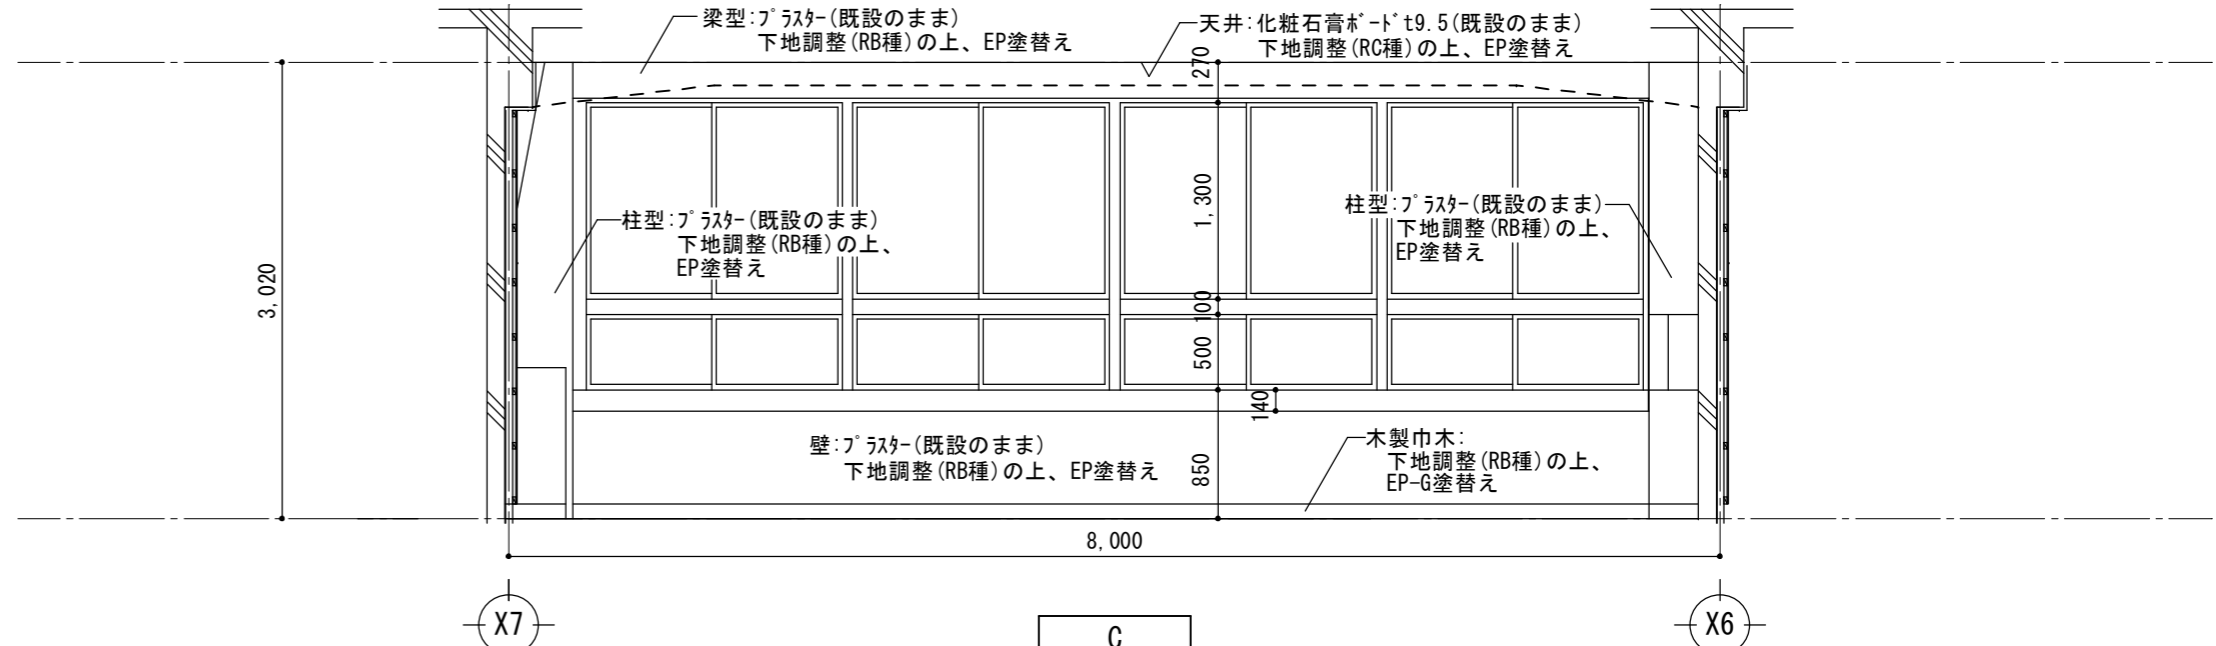 梁型:ﾌﾟﾗｽﾀｰ(既設のまま)
下地調整(RB種)の上、EP塗替え
天井:化粧石膏ﾎﾞｰﾄﾞt9.5(既設のまま)
下地調整(RC種)の上、EP塗替え
270
柱型:ﾌﾟﾗｽﾀｰ(既設のまま)
下地調整(RB種)の上、
EP塗替え
1,300
柱型:ﾌﾟﾗｽﾀｰ(既設のまま)
下地調整(RB種)の上、
EP塗替え
3,020
100
500
140
壁:ﾌﾟﾗｽﾀｰ(既設のまま)
下地調整(RB種)の上、EP塗替え
850
木製巾木:
下地調整(RB種)の上、
EP-G塗替え
8,000
X7
C
X6